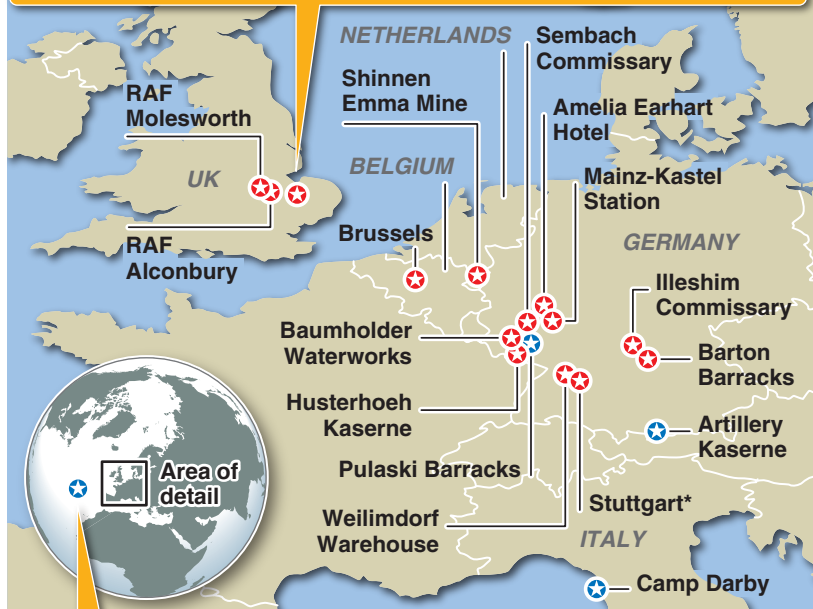 NETHERLANDS
Sembach
Commissary
RAF
Molesworth
Shinnen
Emma Mine
Amelia Earhart
Hotel
BELGIUM
Mainz-Kastel
Station
UK
Brussels
GERMANY
RAF
Alconbury
Illeshim
Commissary
Baumholder
Waterworks
Barton
Barracks
Husterhoeh
Kaserne
Artillery
Kaserne
Pulaski Barracks
Area of
detail
Stuttgart*
Weilimdorf
Warehouse
ITALY
Camp Darby